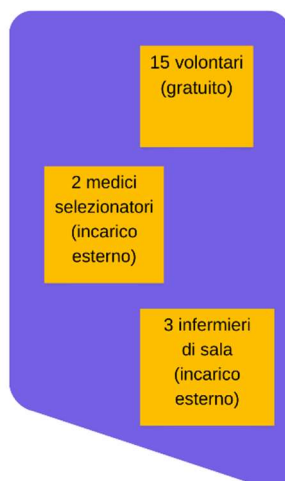 15 volontari
(gratuito)
2 medici
selezionatori
(incarico
esterno)
3 infermieri
di sala
(incarico
esterno)